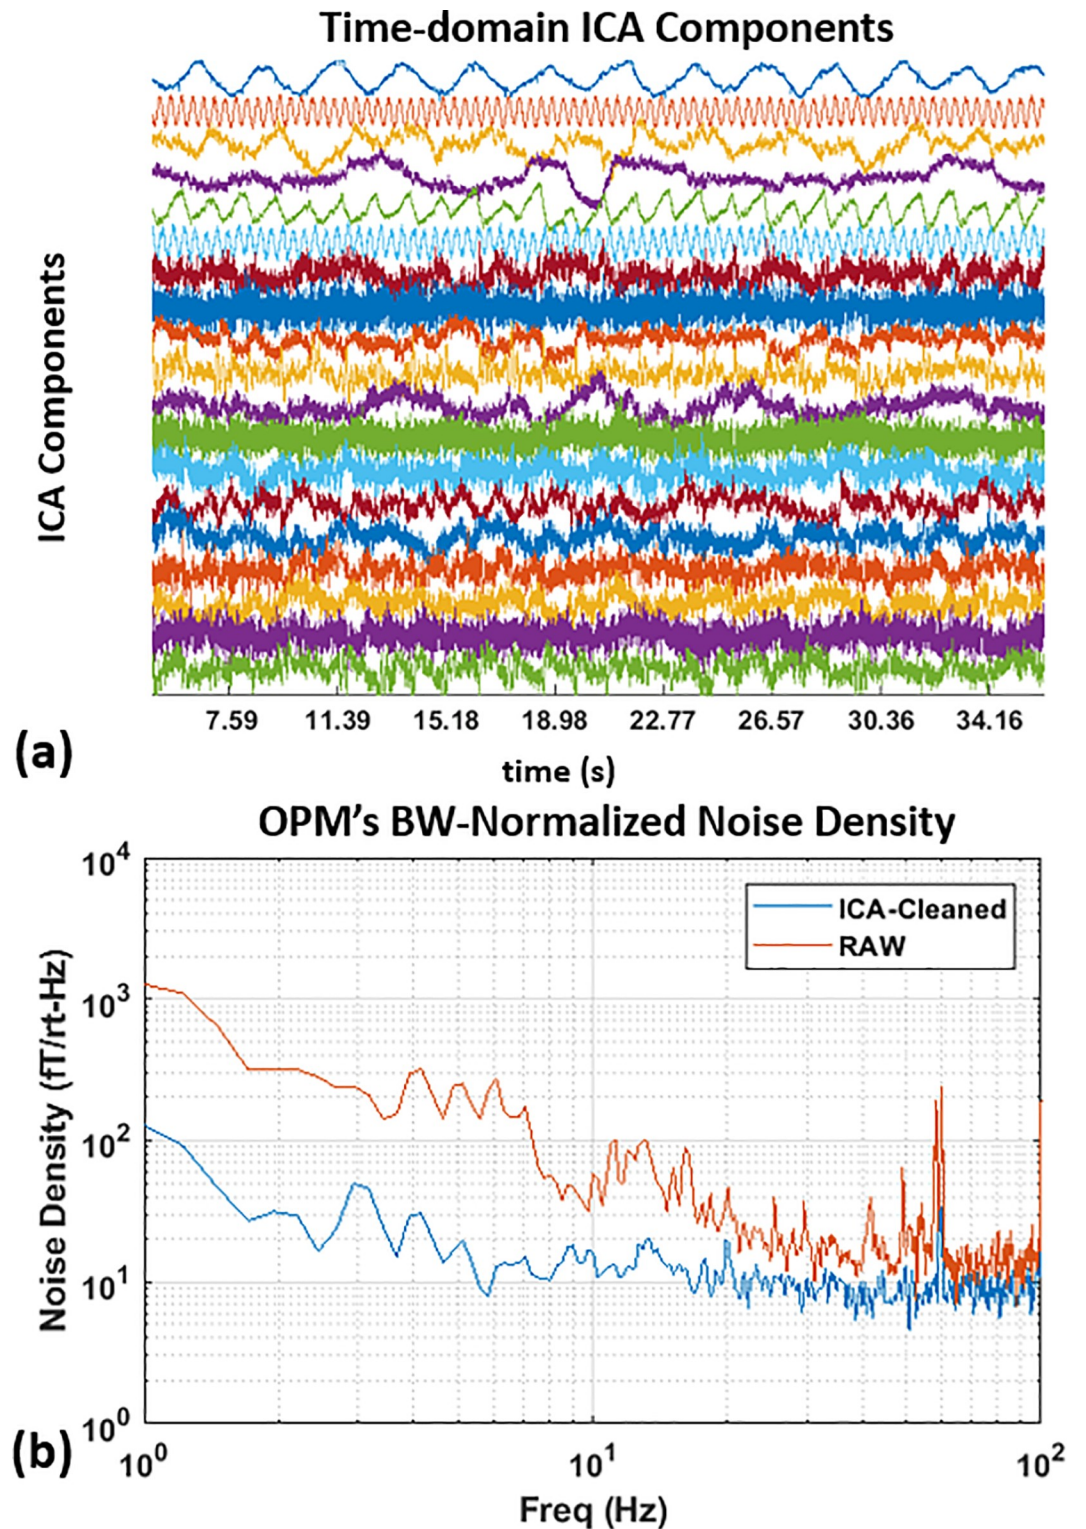 Time-domain ICA Components
ICA Components
7.59 11.39 15.18 18.98 22.77 26.57 30.36 34.16
(a)
time (s)
OPM's BW-Normalized Noise Density
10^4
ICA-Cleaned
RAW
10^3
Noise Density (fT/rt-Hz)
10^2
10^1
10^0
(b)
10^0 10^1 10^2
Freq (Hz)